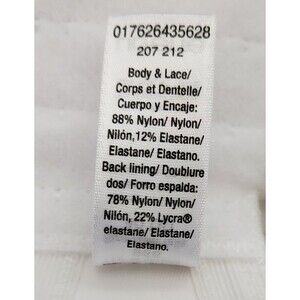 017626435628
207 212
Body & Lace/
Corps et Dentelle/
Cuerpo y Encaje:
88% Nylon/ Nylon/
Nilón,12% Elastane/
Elastane/ Elastano.
Back lining/ Doublure
dos/ Forro espalda:
78% Nylon/ Nylon/
Nilón, 22% Lycra®
elastane/ Elastane/
Elastano.